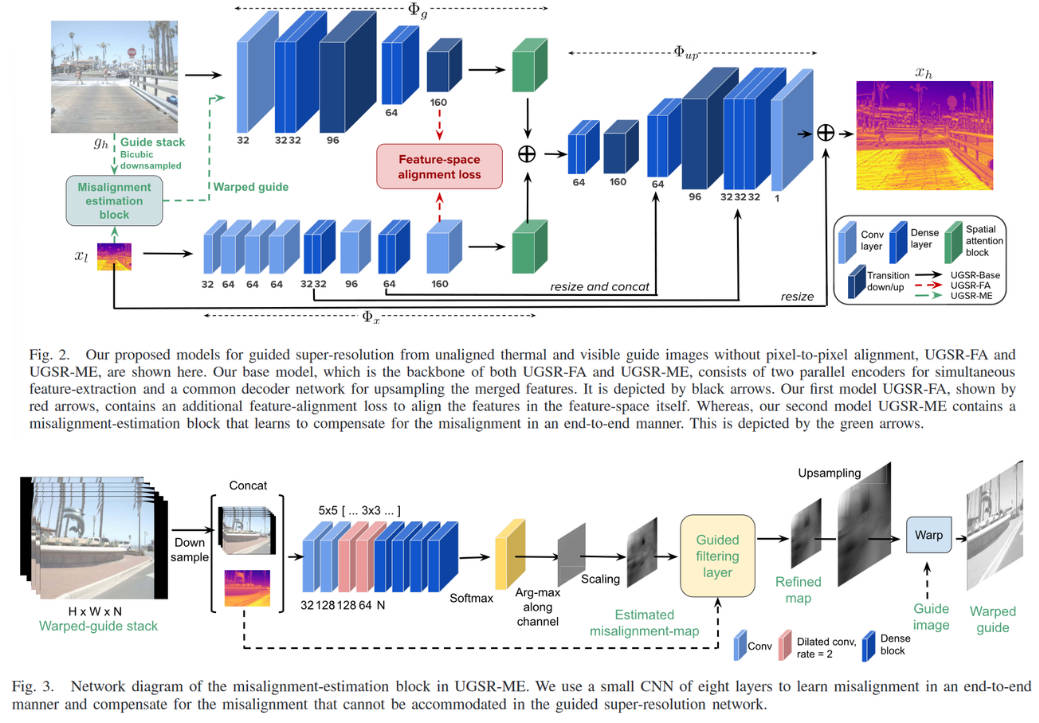 Φg
Φup
xh
gh
Guide stack
Bicubic
downsampled
Misalignment
estimation
block
Warped guide
xl
32
32 32
96
64
160
Feature-space
alignment loss
64
160
64
96
32 32 32
1
32 64 64 64
32 32
96
64
160
resize and concat
resize
Φx
Conv
layer
Dense
layer
Spatial
attention
block
Transition
down/up
UGSR-Base
UGSR-FA
UGSR-ME
Fig. 2. Our proposed models for guided super-resolution from unaligned thermal and visible guide images without pixel-to-pixel alignment, UGSR-FA and
UGSR-ME, are shown here. Our base model, which is the backbone of both UGSR-FA and UGSR-ME, consists of two parallel encoders for simultaneous
feature-extraction and a common decoder network for upsampling the merged features. It is depicted by black arrows. Our first model UGSR-FA, shown by
red arrows, contains an additional feature-alignment loss to align the features in the feature-space itself. Whereas, our second model UGSR-ME contains a
misalignment-estimation block that learns to compensate for the misalignment in an end-to-end manner. This is depicted by the green arrows.
Concat
H x W x N
Warped-guide stack
Down
sample
5x5 [ ... 3x3 ... ]
32 128 128 64 N
Softmax
Arg-max
along
channel
Scaling
Estimated
misalignment-map
Guided
filtering
layer
Refined
map
Upsampling
Warp
Guide
image
Warped
guide
Conv
Dilated conv,
rate = 2
Dense
block
Fig. 3. Network diagram of the misalignment-estimation block in UGSR-ME. We use a small CNN of eight layers to learn misalignment in an end-to-end
manner and compensate for the misalignment that cannot be accommodated in the guided super-resolution network.